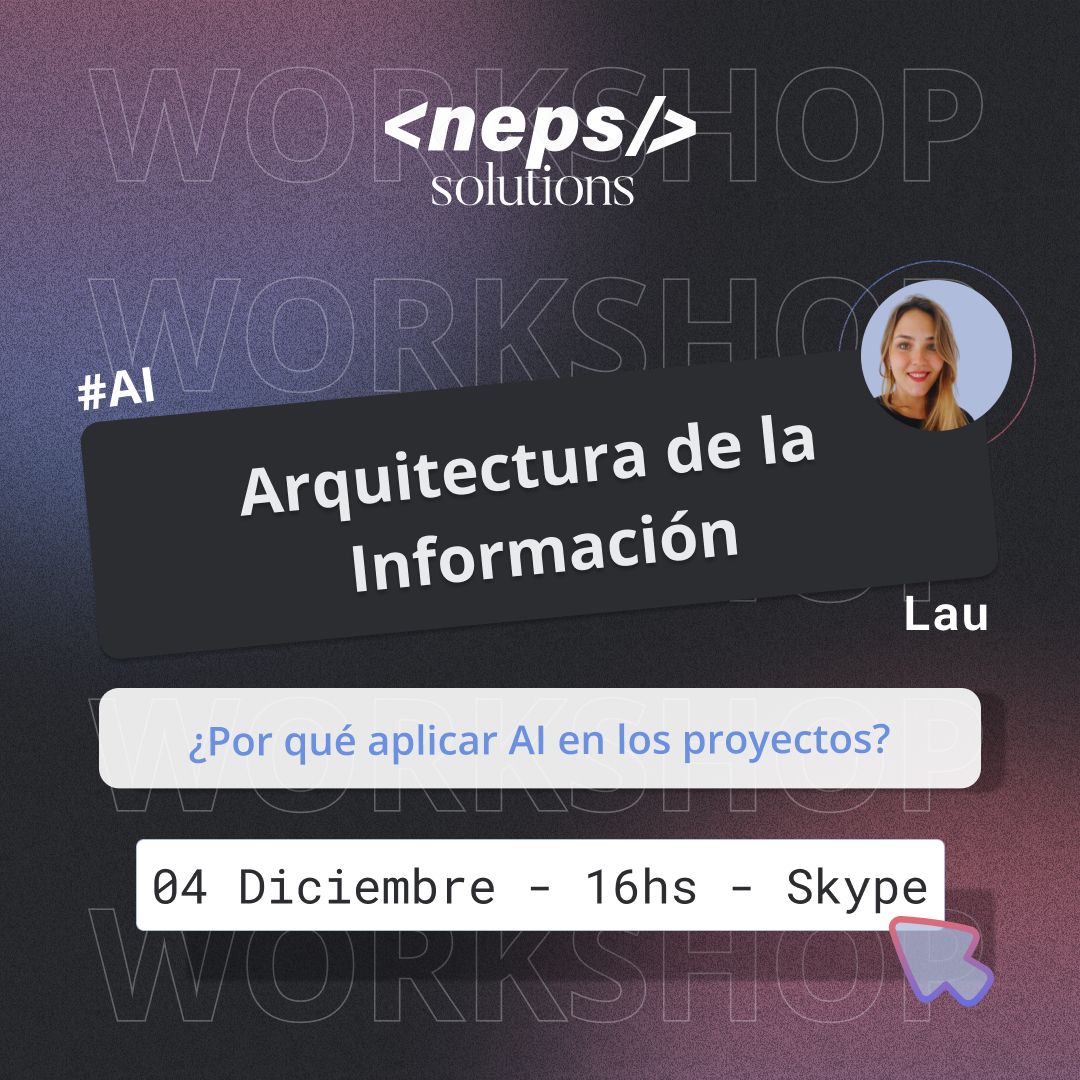 WORKSHOP
<neps/>
solutions
WORKSHOP
#AI
Arquitectura de la
Información
Lau
WORKSHOP
¿Por qué aplicar AI en los proyectos?
04 Diciembre - 16hs - Skype
WORKSHOP